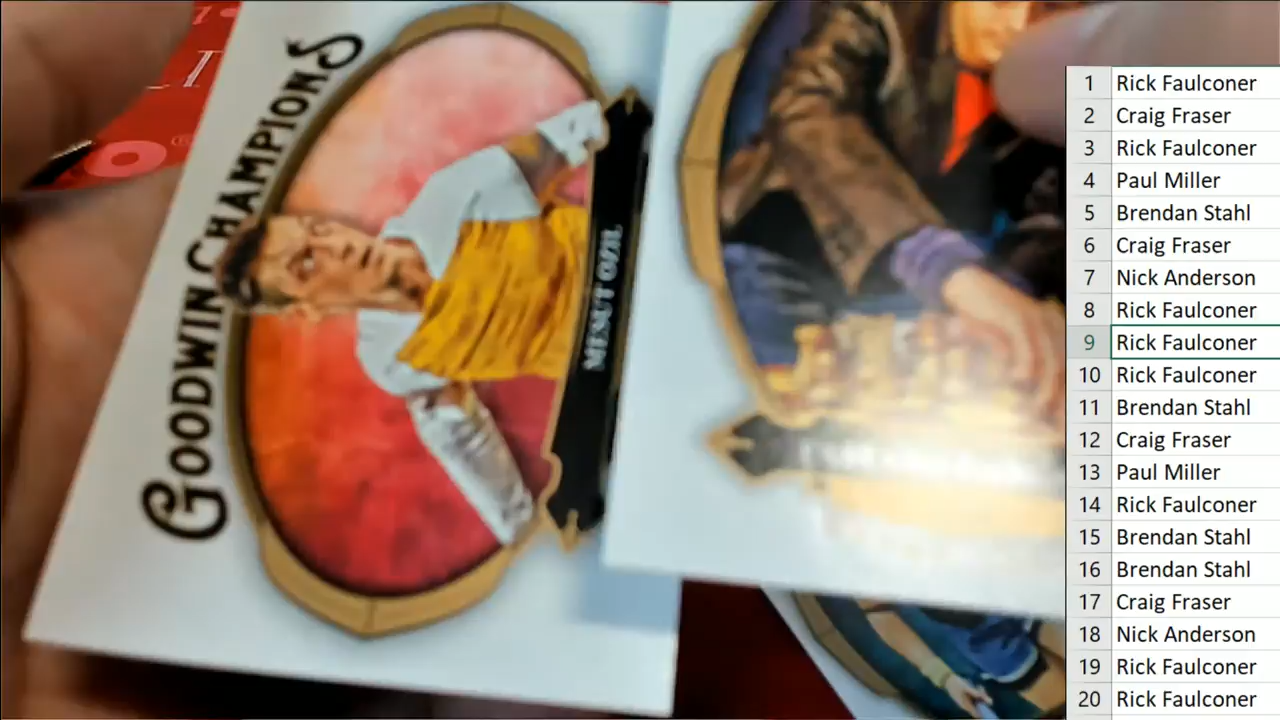 GOODWIN CHAMPIONS
MESUT OZIL
1 Rick Faulconer
2 Craig Fraser
3 Rick Faulconer
4 Paul Miller
5 Brendan Stahl
6 Craig Fraser
7 Nick Anderson
8 Rick Faulconer
9 Rick Faulconer
10 Rick Faulconer
11 Brendan Stahl
12 Craig Fraser
13 Paul Miller
14 Rick Faulconer
15 Brendan Stahl
16 Brendan Stahl
17 Craig Fraser
18 Nick Anderson
19 Rick Faulconer
20 Rick Faulconer